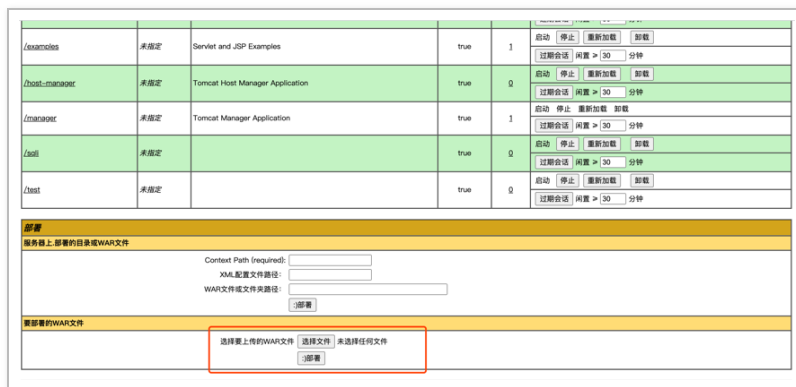 /examples 未指定 Servlet and JSP Examples true 1 启动 停止 重新加载 卸载
过期会话 闲置 ≥ 30 分钟
/host-manager 未指定 Tomcat Host Manager Application true 0 启动 停止 重新加载 卸载
过期会话 闲置 ≥ 30 分钟
/manager 未指定 Tomcat Manager Application true 1 启动 停止 重新加载 卸载
过期会话 闲置 ≥ 30 分钟
/sqli 未指定 true 0 启动 停止 重新加载 卸载
过期会话 闲置 ≥ 30 分钟
/test 未指定 true 0 启动 停止 重新加载 卸载
过期会话 闲置 ≥ 30 分钟
部署
服务器上.部署的目录或WAR文件
Context Path (required):
XML配置文件路径:
WAR文件或文件夹路径:
:)部署
要部署的WAR文件
选择要上传的WAR文件 选择文件 未选择任何文件
:)部署